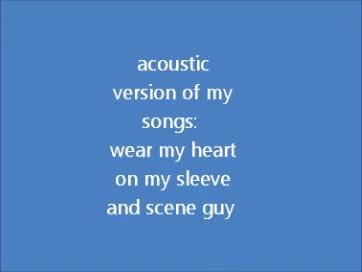 acoustic
version of my
songs:
wear my heart
on my sleeve
and scene guy